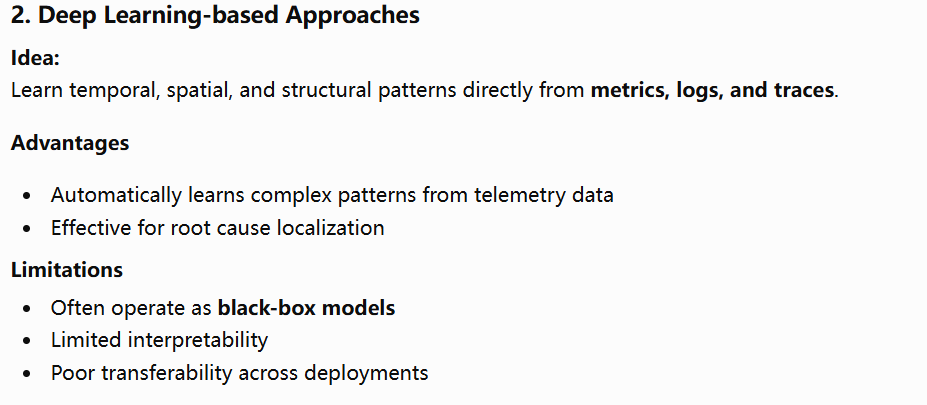 2. Deep Learning-based Approaches
Idea:
Learn temporal, spatial, and structural patterns directly from metrics, logs, and traces.
Advantages
• Automatically learns complex patterns from telemetry data
• Effective for root cause localization
Limitations
• Often operate as black-box models
• Limited interpretability
• Poor transferability across deployments